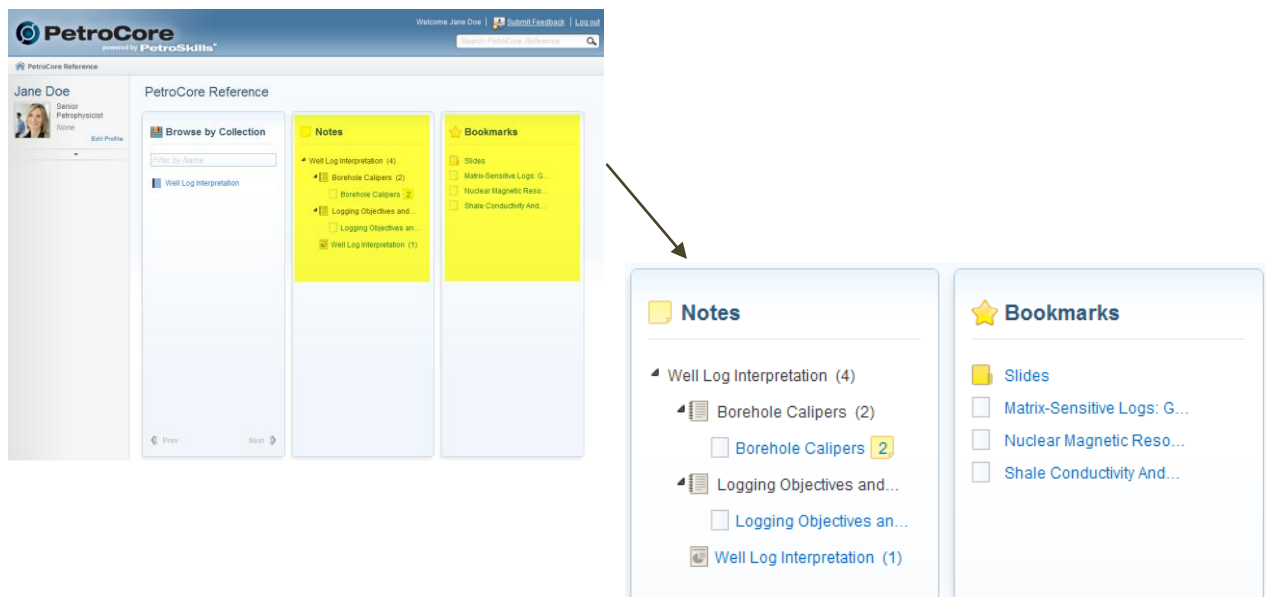 PetroCore
powered by PetroSkills
Welcome Jane Doe | Submit Feedback | Log out
Search PetroCore Reference
PetroCore Reference
Jane Doe
Senior
Petrophysicist
None
Edit Profile
PetroCore Reference
Browse by Collection
Filter by Name
Well Log Interpretation
Prev Next
Notes
Well Log Interpretation (4)
Borehole Calipers (2)
Borehole Calipers 2
Logging Objectives and...
Logging Objectives an...
Well Log Interpretation (1)
Bookmarks
Slides
Matrix-Sensitive Logs: G...
Nuclear Magnetic Reso...
Shale Conductivity And...
Notes
Well Log Interpretation (4)
Borehole Calipers (2)
Borehole Calipers 2
Logging Objectives and...
Logging Objectives an...
Well Log Interpretation (1)
Bookmarks
Slides
Matrix-Sensitive Logs: G...
Nuclear Magnetic Reso...
Shale Conductivity And...